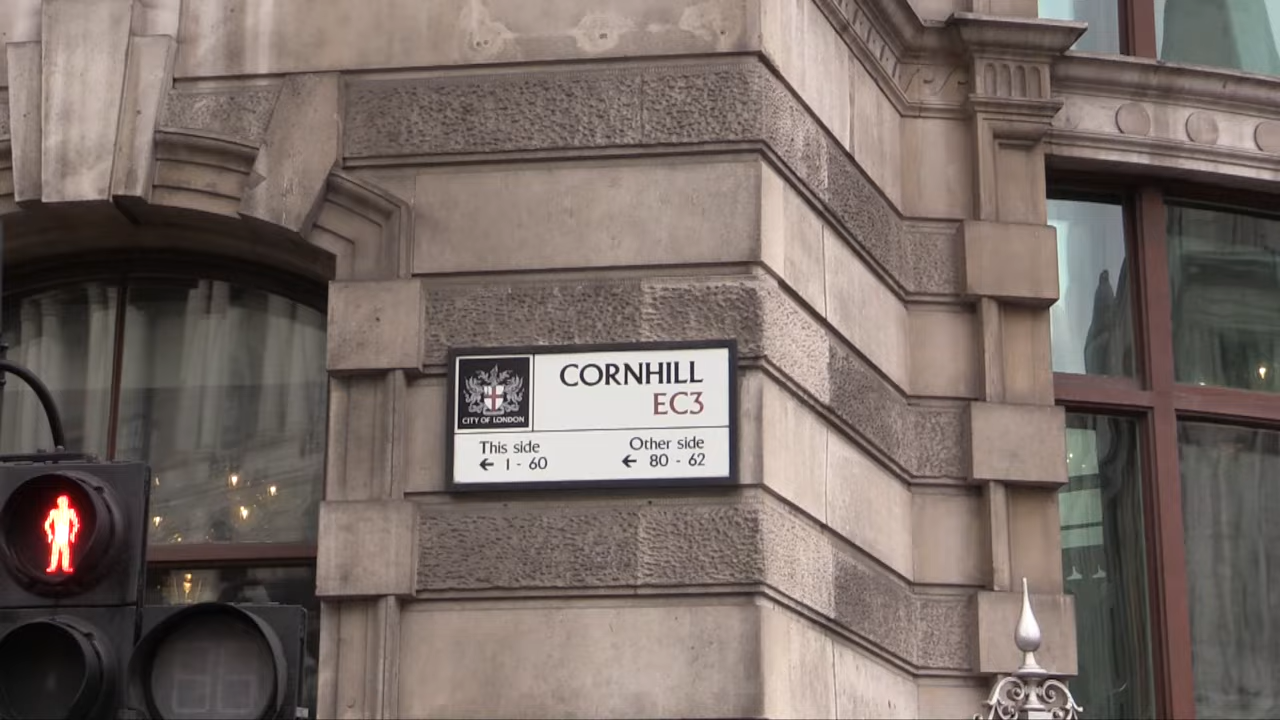 CORNHILL
EC3
CITY OF LONDON
This side
← 1 - 60
Other side
← 80 - 62